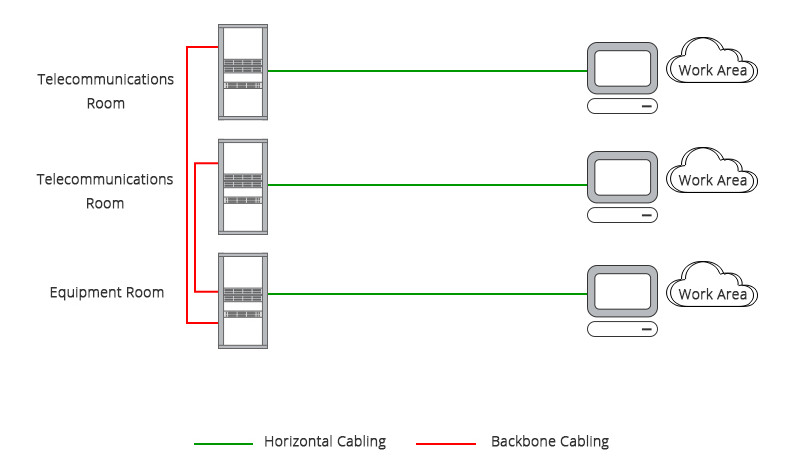 Telecommunications
Room
Work Area
Telecommunications
Room
Work Area
Equipment Room
Work Area
Horizontal Cabling
Backbone Cabling